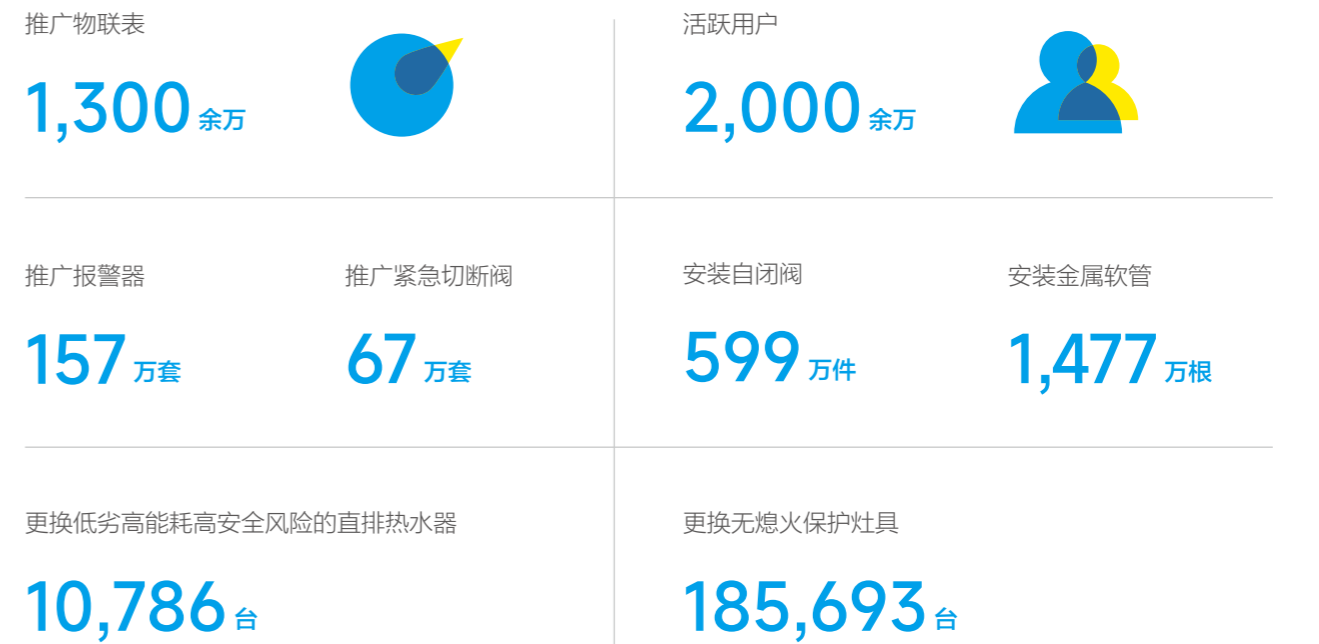 推广物联表
1,300 余万
活跃用户
2,000 余万
推广报警器
157 万套
推广紧急切断阀
67 万套
安装自闭阀
599 万件
安装金属软管
1,477 万根
更换低劣高能耗高安全风险的直排热水器
10,786 台
更换无熄火保护灶具
185,693 台